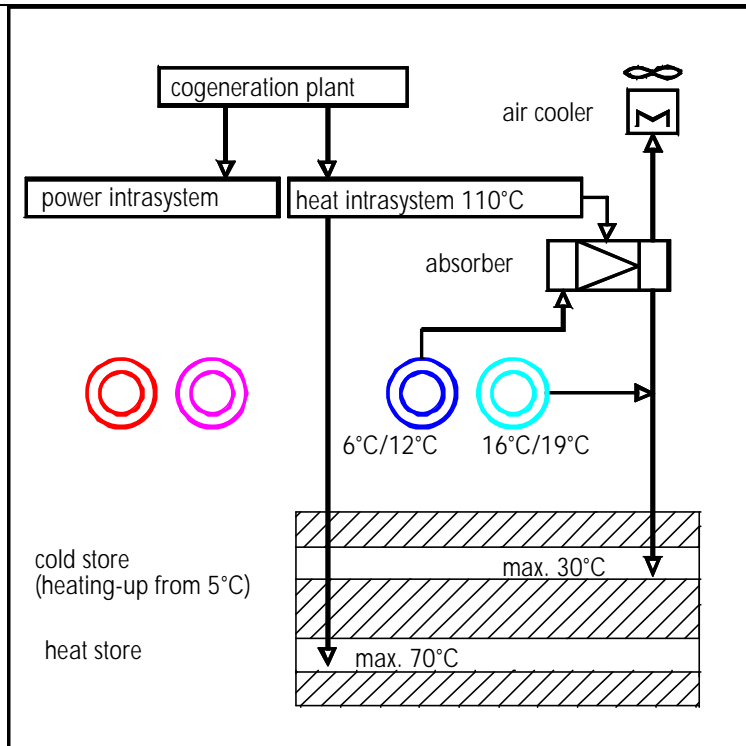 cogeneration plant
air cooler
power intrasystem
heat intrasystem 110°C
absorber
6°C/12°C
16°C/19°C
cold store
(heating-up from 5°C)
max. 30°C
heat store
max. 70°C